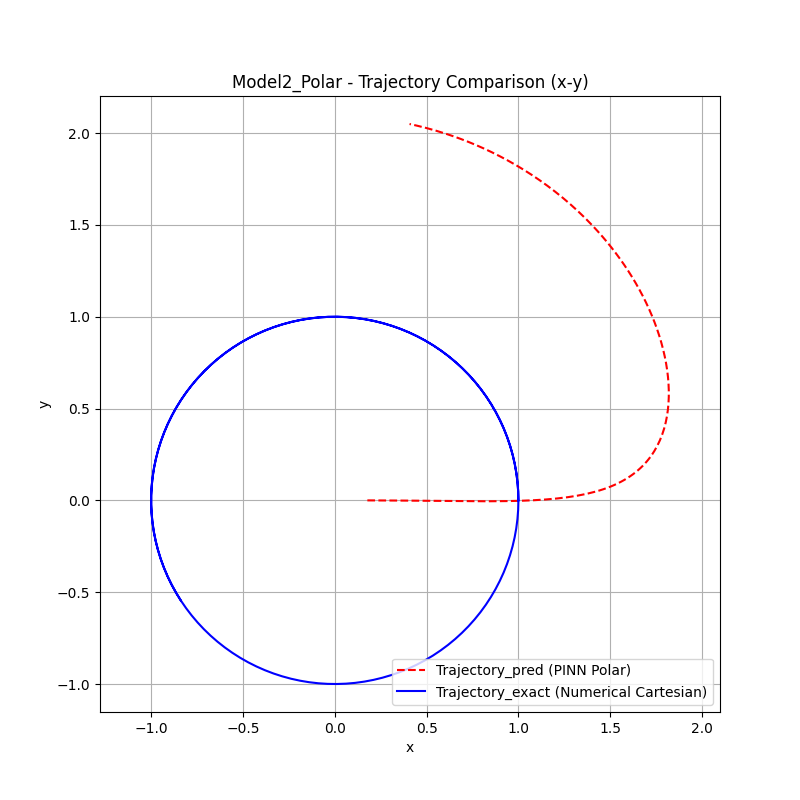 Model2_Polar - Trajectory Comparison (x-y)
2.0
1.5
1.0
0.5
0.0
−0.5
−1.0
y
−1.0 −0.5 0.0 0.5 1.0 1.5 2.0
x
Trajectory_pred (PINN Polar)
Trajectory_exact (Numerical Cartesian)